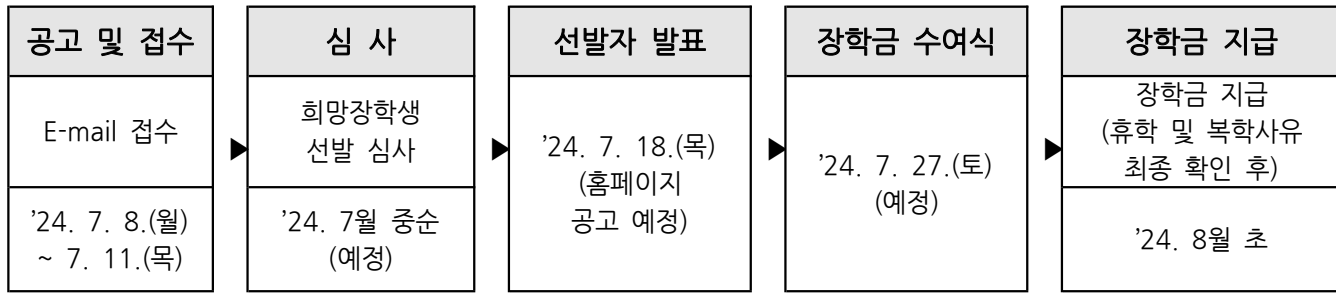 공고 및 접수
E-mail 접수
’24. 7. 8.(월)
~ 7. 11.(목)
▶
심 사
희망장학생
선발 심사
’24. 7월 중순
(예정)
▶
선발자 발표
’24. 7. 18.(목)
(홈페이지
공고 예정)
▶
장학금 수여식
’24. 7. 27.(토)
(예정)
▶
장학금 지급
장학금 지급
(휴학 및 복학사유
최종 확인 후)
’24. 8월 초